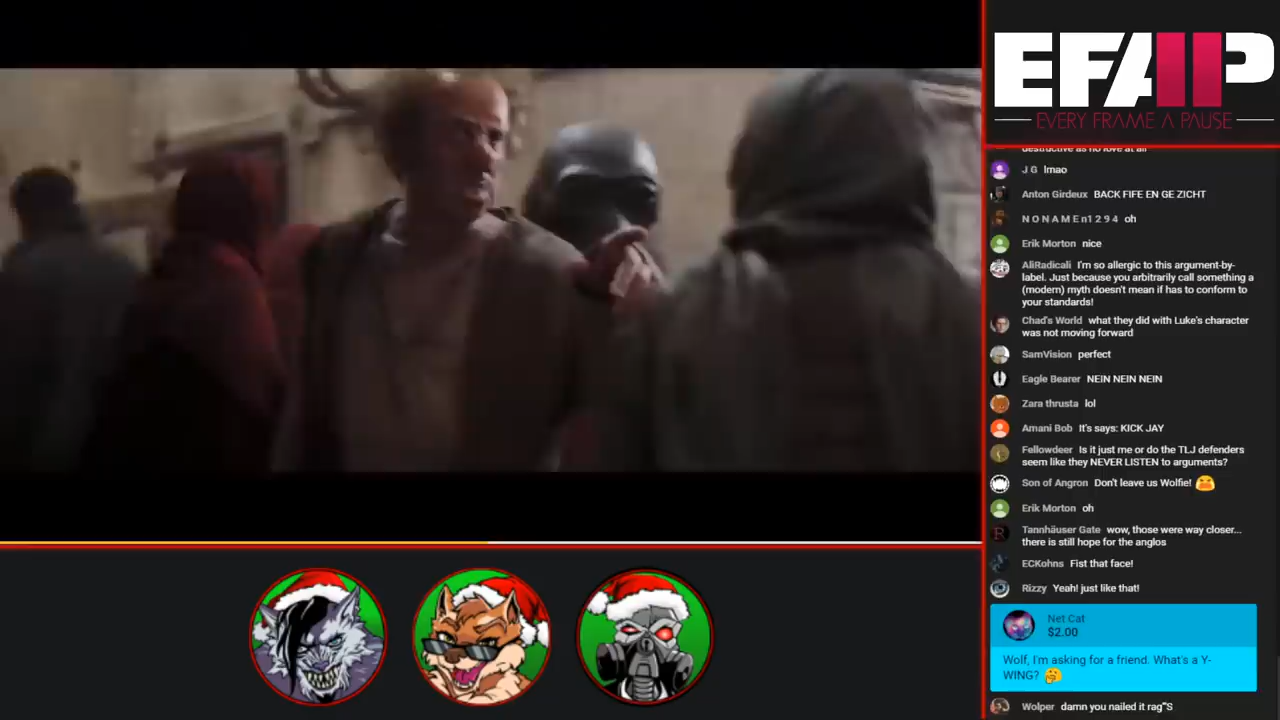 EFAP
EVERY FRAME A PAUSE
destructive as no love at all
J G lmao
Anton Girdeux BACK FIFE EN GE ZICHT
N O N A M E n1 2 9 4 oh
Erik Morton nice
AliRadicali I'm so allergic to this argument-by-
label. Just because you arbitrarily call something a
(modern) myth doesn't mean if has to conform to
your standards!
Chad's World what they did with Luke's character
was not moving forward
SamVision perfect
Eagle Bearer NEIN NEIN NEIN
Zara thrusta lol
Amani Bob It's says: KICK JAY
Fellowdeer Is it just me or do the TLJ defenders
seem like they NEVER LISTEN to arguments?
Son of Angron Don't leave us Wolfie!
Erik Morton oh
Tannhäuser Gate wow, those were way closer...
there is still hope for the anglos
ECKohns Fist that face!
Rizzy Yeah! just like that!
Net Cat
$2.00
Wolf, I'm asking for a friend. What's a Y-
WING?
Wolper damn you nailed it rag"S